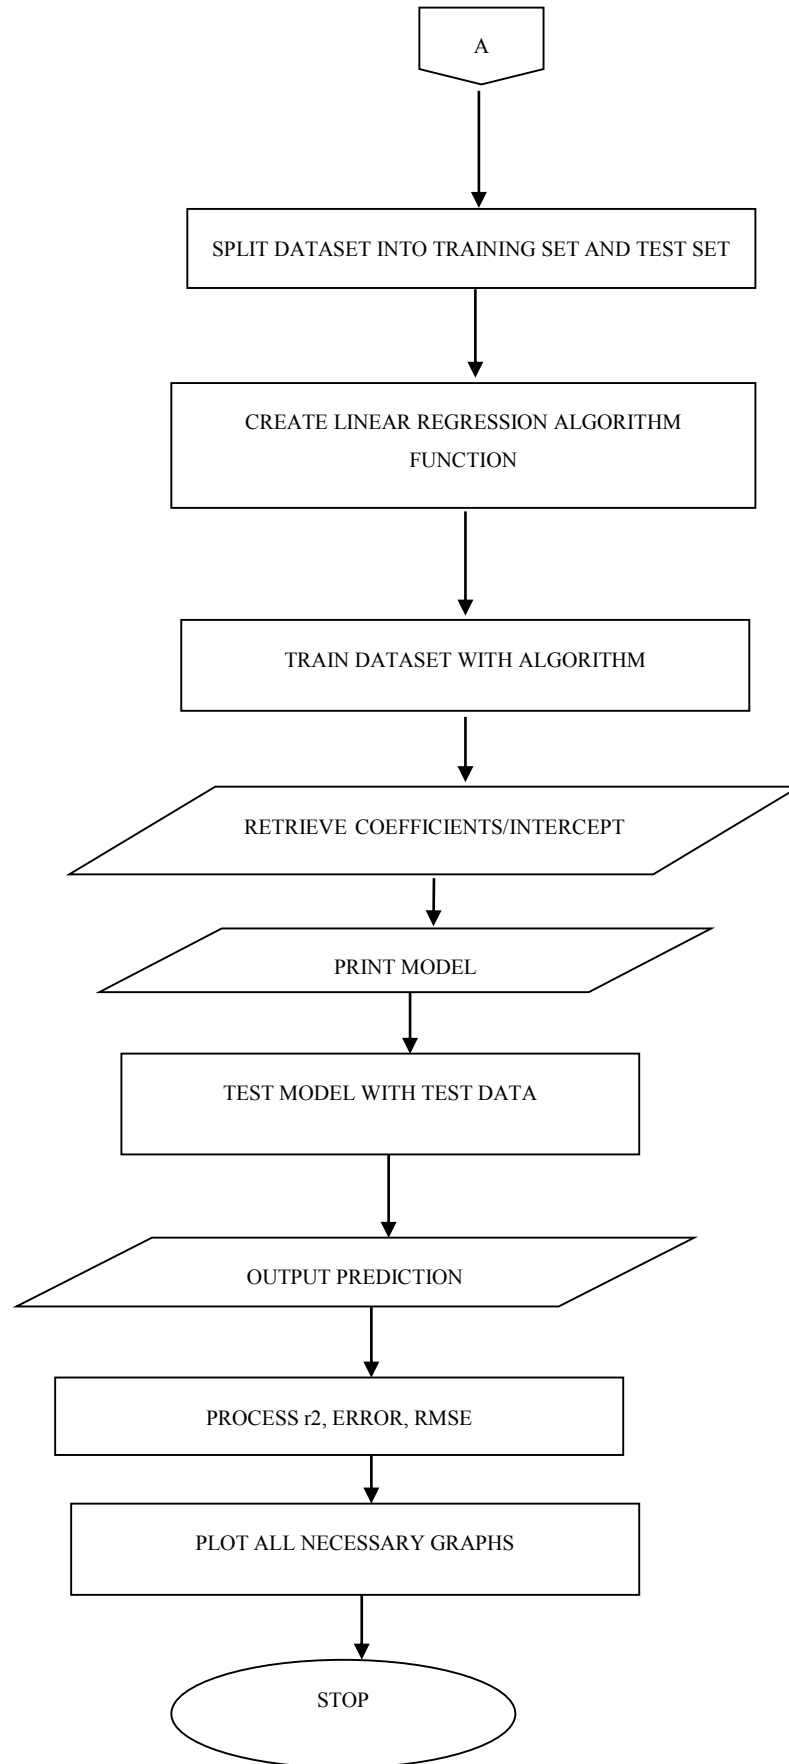 A
SPLIT DATASET INTO TRAINING SET AND TEST SET
CREATE LINEAR REGRESSION ALGORITHM
FUNCTION
TRAIN DATASET WITH ALGORITHM
RETRIEVE COEFFICIENTS/INTERCEPT
PRINT MODEL
TEST MODEL WITH TEST DATA
OUTPUT PREDICTION
PROCESS r2, ERROR, RMSE
PLOT ALL NECESSARY GRAPHS
STOP